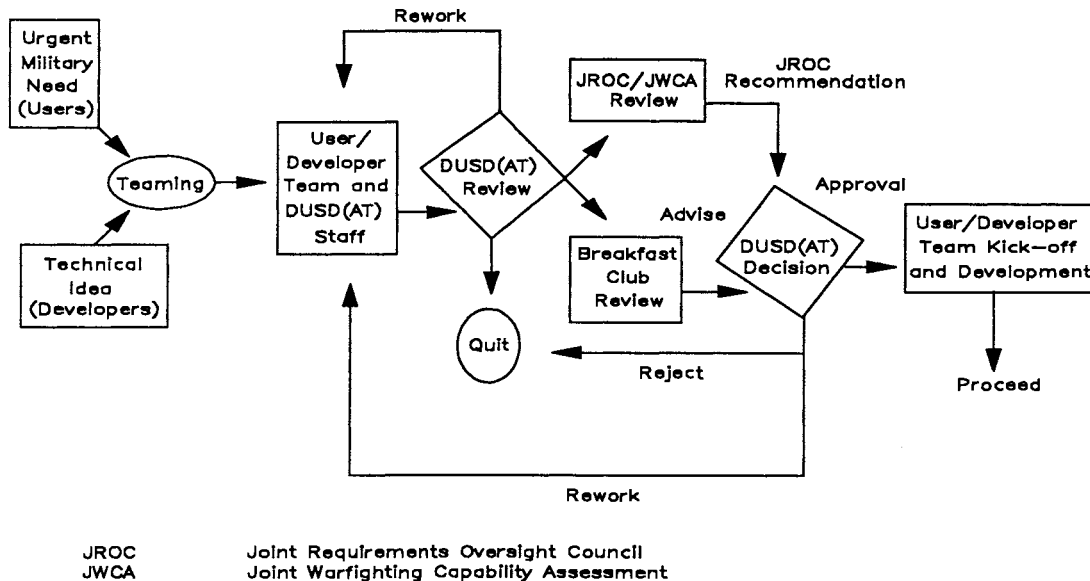 Rework
Urgent
Military
Need
(Users)
Teaming
Technical
Idea
(Developers)
User/
Developer
Team and
DUSD(AT)
Staff
DUSD(AT)
Review
Quit
JROC/JWCA
Review
JROC
Recommendation
Breakfast
Club
Review
Advise
DUSD(AT)
Decision
Approval
User/Developer
Team Kick-off
and Development
Proceed
Reject
Rework
JROC Joint Requirements Oversight Council
JWCA Joint Warfighting Capability Assessment